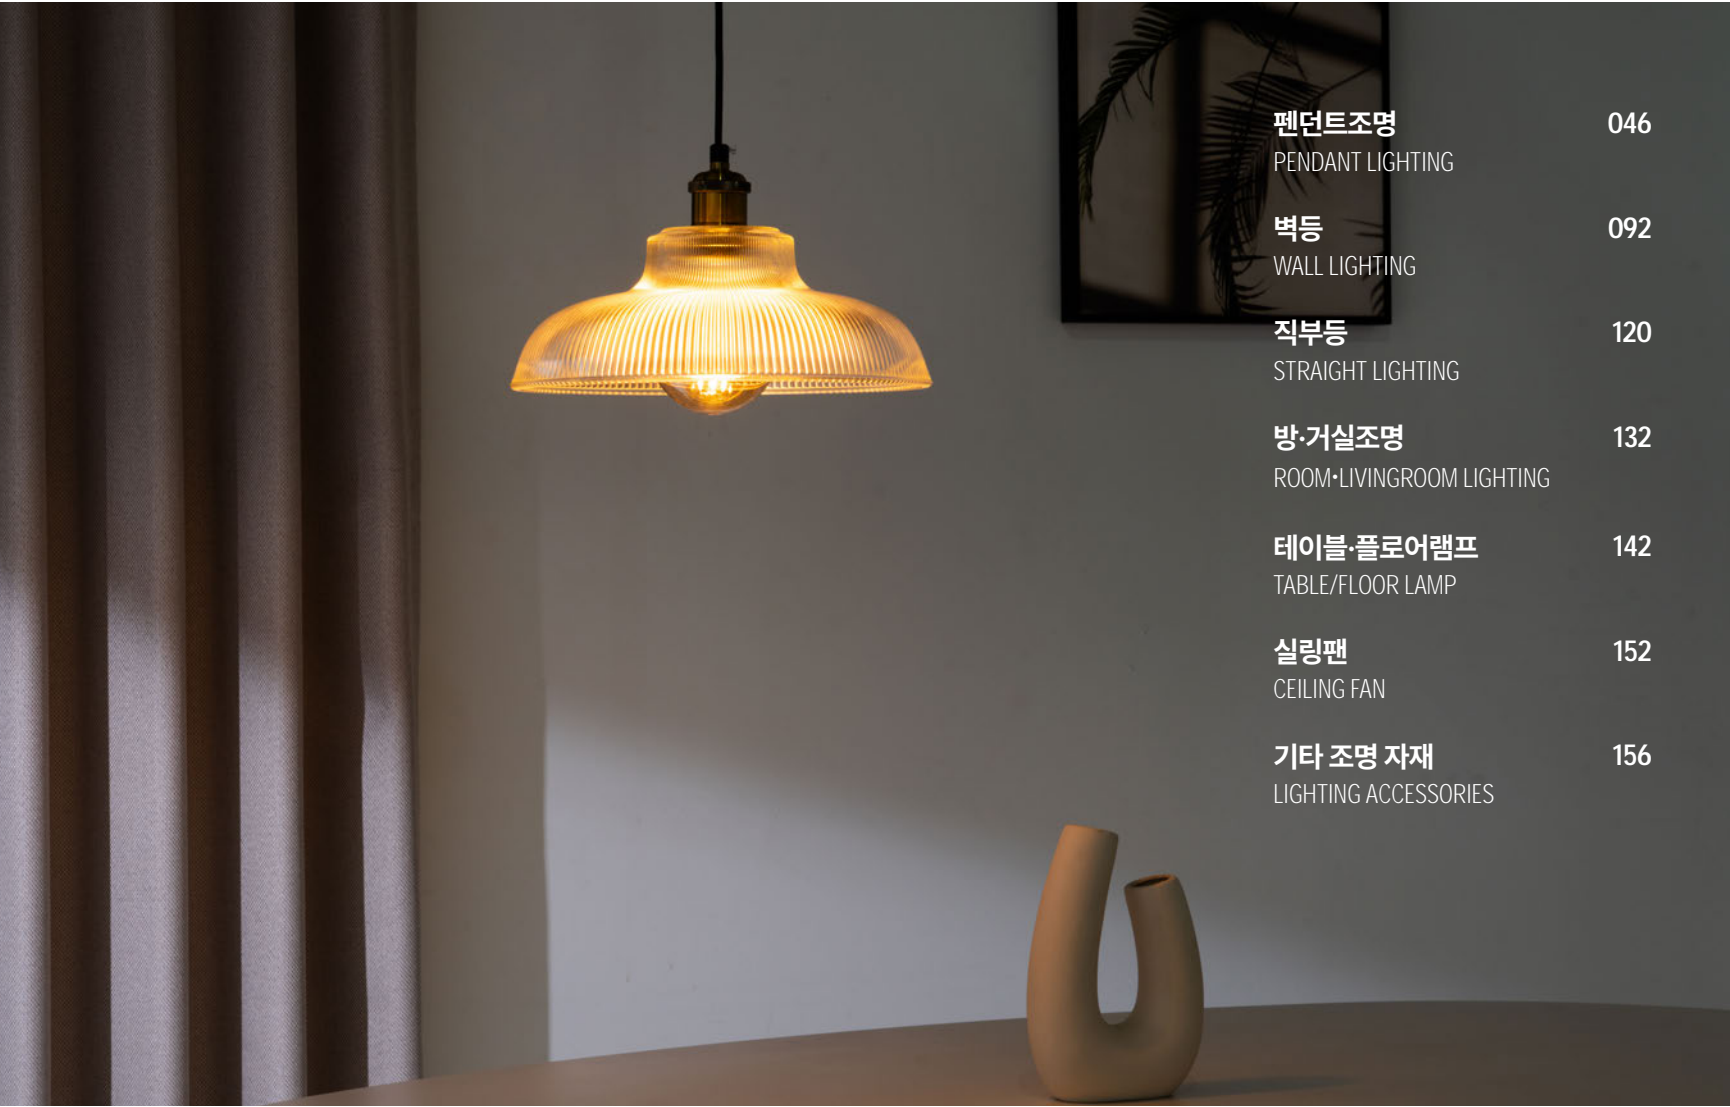 펜던트조명 046
PENDANT LIGHTING
벽등 092
WALL LIGHTING
직부등 120
STRAIGHT LIGHTING
방·거실조명 132
ROOM•LIVINGROOM LIGHTING
테이블·플로어램프 142
TABLE/FLOOR LAMP
실링팬 152
CEILING FAN
기타 조명 자재 156
LIGHTING ACCESSORIES